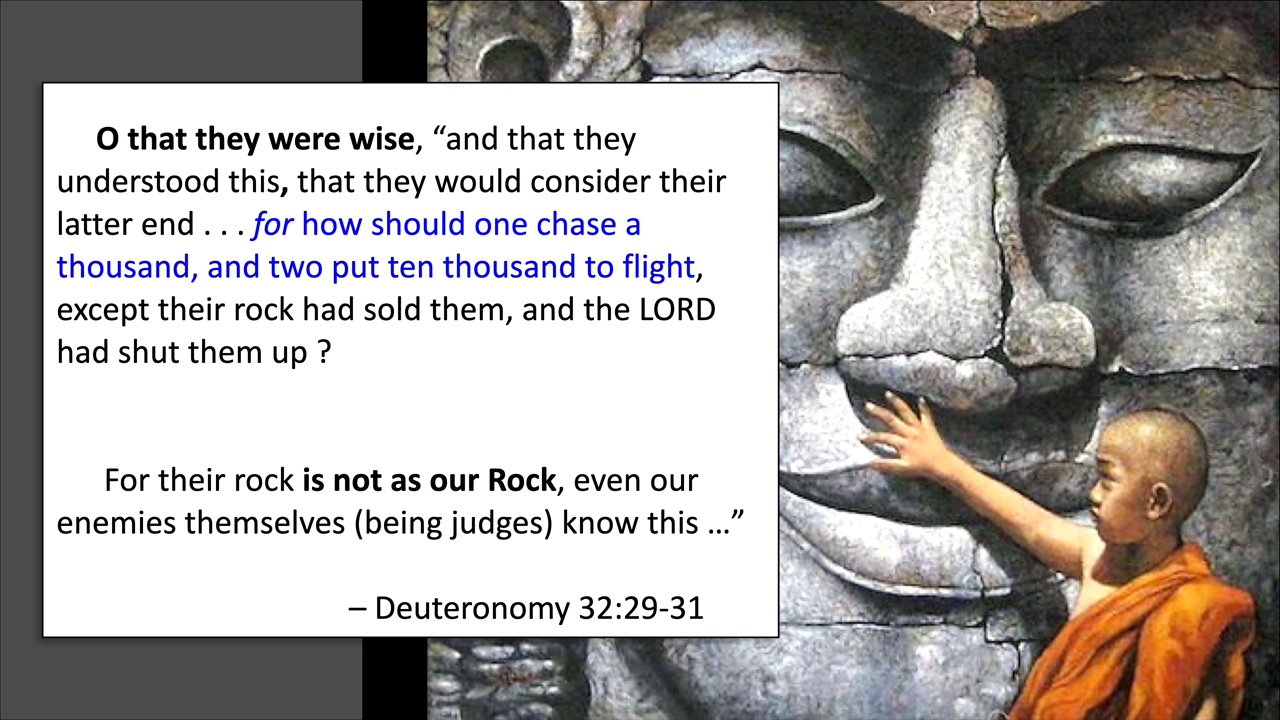 O that they were wise, “and that they
understood this, that they would consider their
latter end . . . for how should one chase a
thousand, and two put ten thousand to flight,
except their rock had sold them, and the LORD
had shut them up ?
For their rock is not as our Rock, even our
enemies themselves (being judges) know this …”
– Deuteronomy 32:29-31